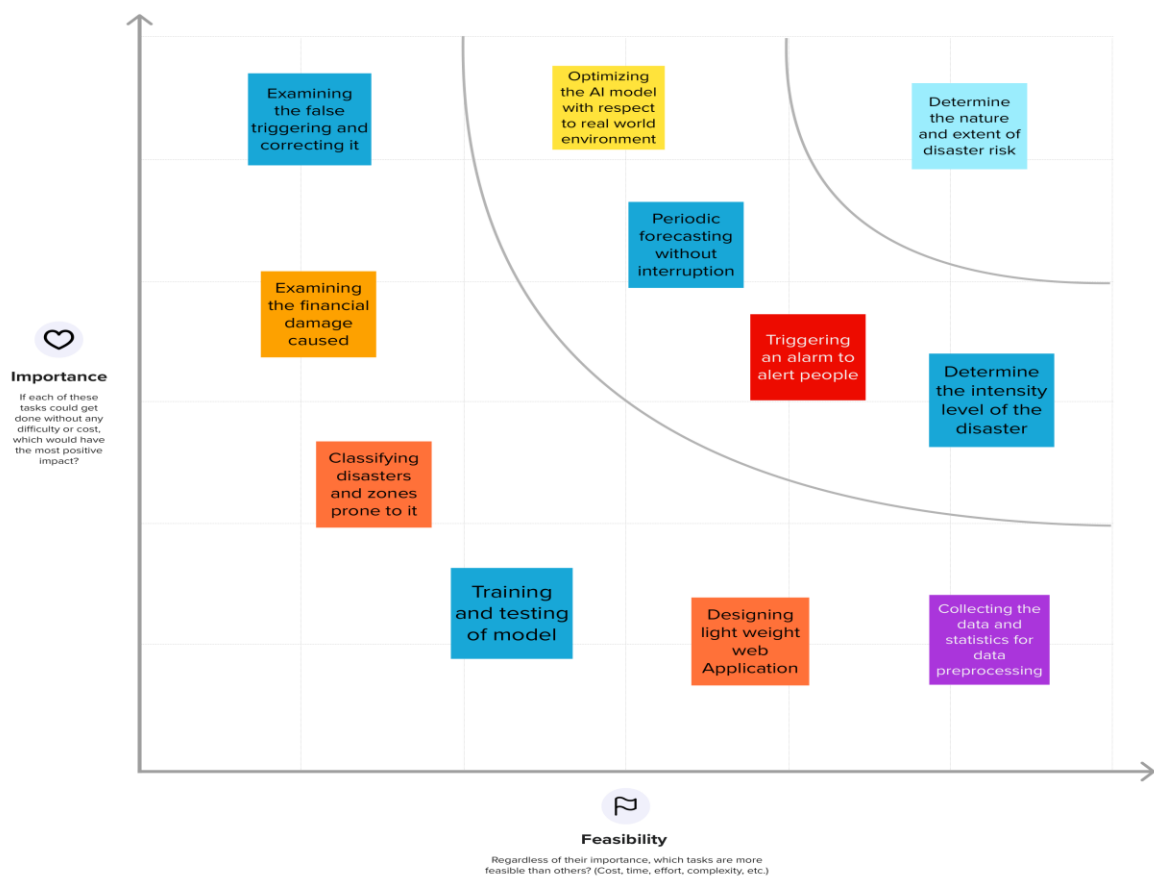 Examining
the false
triggering and
correcting it
Optimizing
the AI model
with respect
to real world
environment
Determine
the nature
and extent of
disaster risk
Periodic
forecasting
without
interruption
Examining
the financial
damage
caused
Triggering
an alarm to
alert people
Determine
the intensity
level of the
disaster
Importance
If each of these
tasks could get
done without any
difficulty or cost,
which would have
the most positive
impact?
Classifying
disasters
and zones
prone to it
Training
and testing
of model
Designing
light weight
web
Application
Collecting the
data and
statistics for
data
preprocessing
Feasibility
Regardless of their importance, which tasks are more
feasible than others? (Cost, time, effort, complexity, etc.)